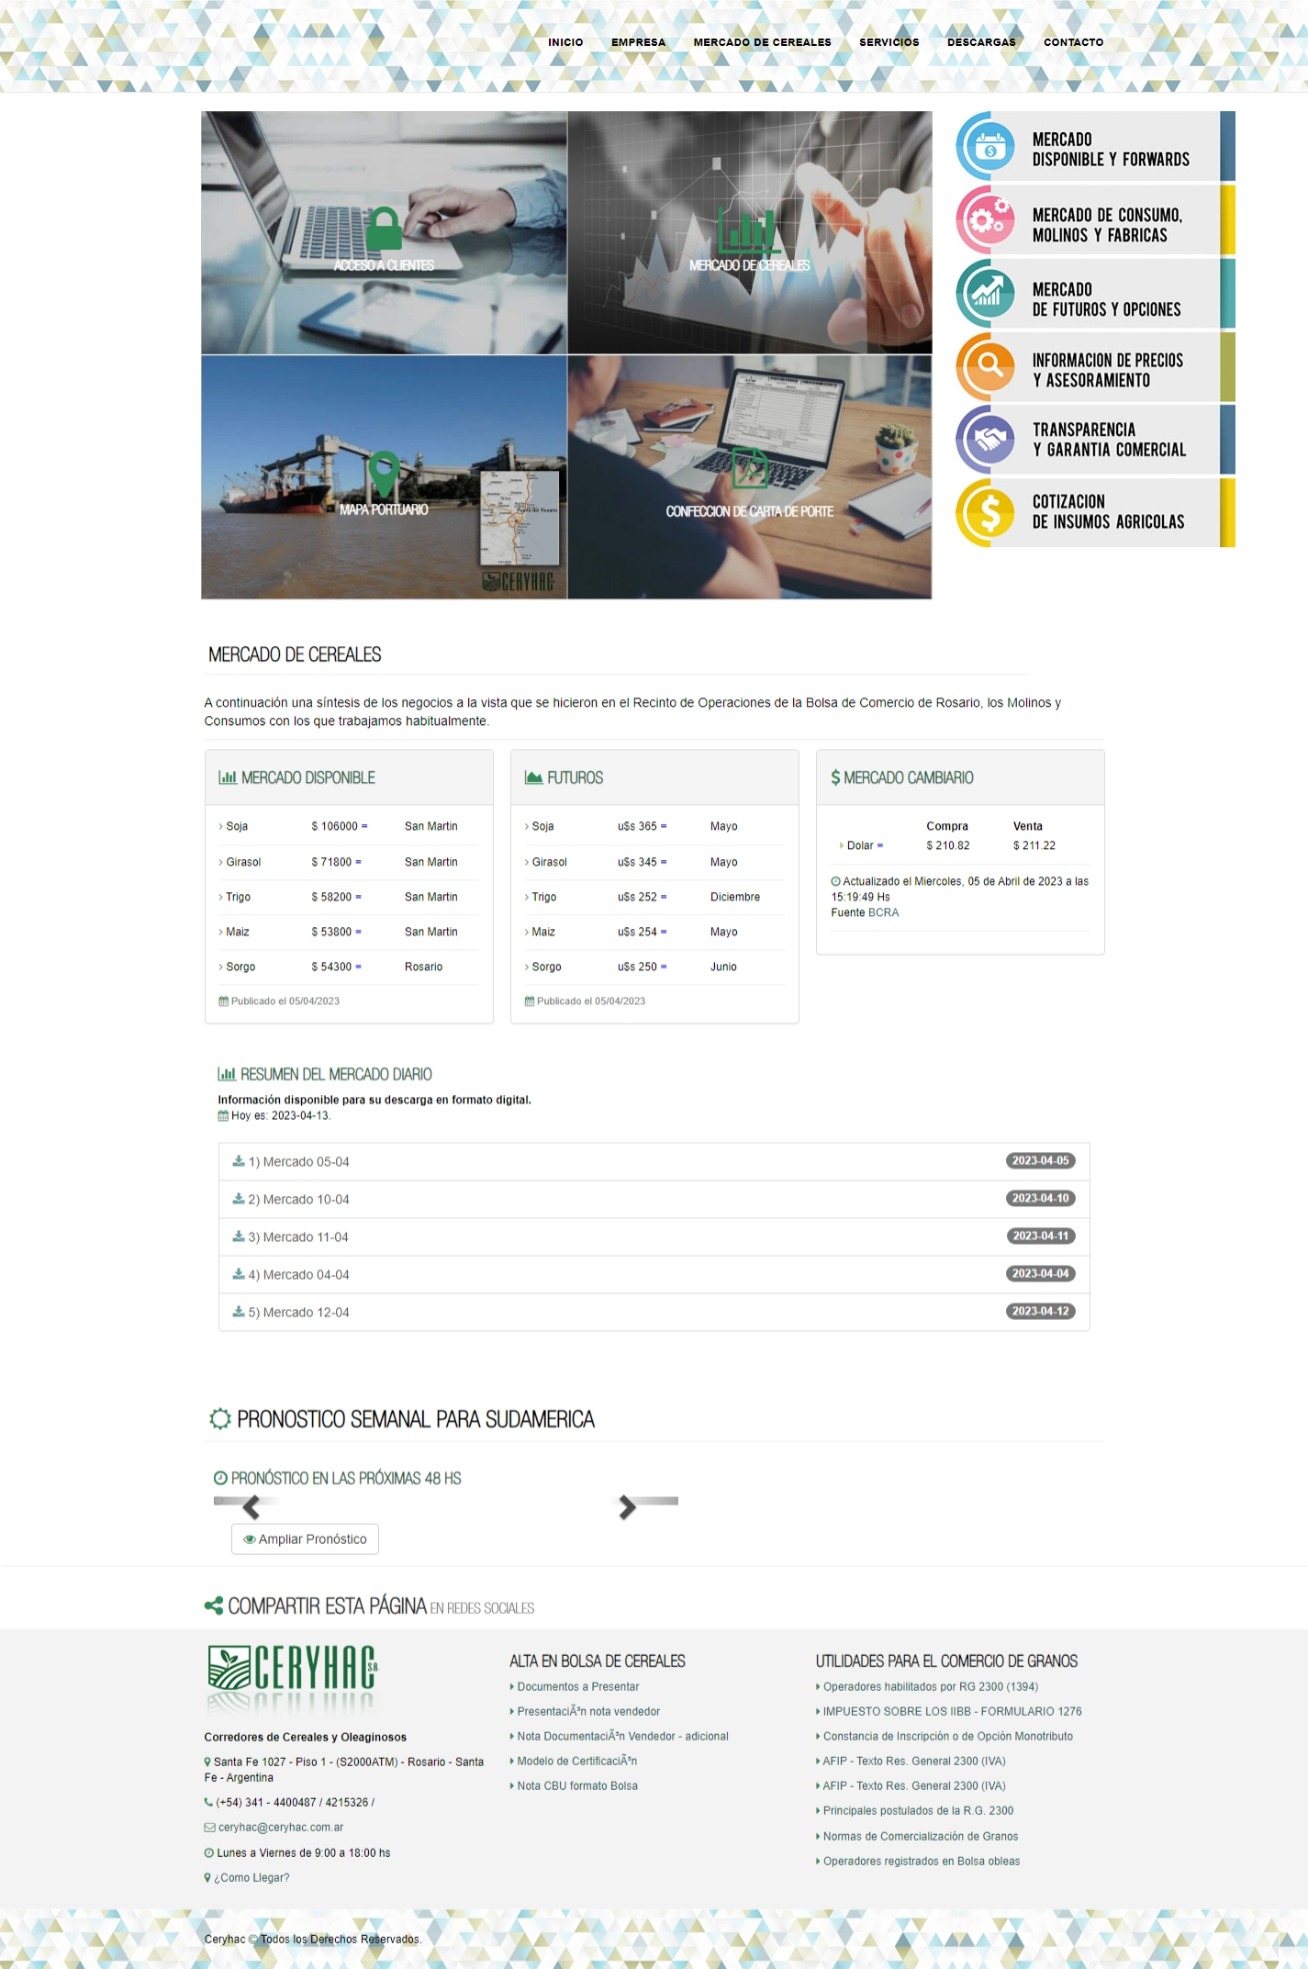 INICIO EMPRESA MERCADO DE CEREALES SERVICIOS DESCARGAS CONTACTO
ACCESO A CLIENTES
MERCADO DE CEREALES
MAPA PORTUARIO
CERYHAC
CONFECCION DE CARTA DE PORTE
MERCADO
DISPONIBLE Y FORWARDS
MERCADO DE CONSUMO,
MOLINOS Y FABRICAS
MERCADO
DE FUTUROS Y OPCIONES
INFORMACION DE PRECIOS
Y ASESORAMIENTO
TRANSPARENCIA
Y GARANTIA COMERCIAL
COTIZACION
DE INSUMOS AGRICOLAS
MERCADO DE CEREALES
A continuación una síntesis de los negocios a la vista que se hicieron en el Recinto de Operaciones de la Bolsa de Comercio de Rosario, los Molinos y
Consumos con los que trabajamos habitualmente.
MERCADO DISPONIBLE
Soja $ 106000 = San Martin
Girasol $ 71800 = San Martin
Trigo $ 58200 = San Martin
Maiz $ 53800 = San Martin
Sorgo $ 54300 = Rosario
Publicado el 05/04/2023
FUTUROS
Soja u$s 365 = Mayo
Girasol u$s 345 = Mayo
Trigo u$s 252 = Diciembre
Maiz u$s 254 = Mayo
Sorgo u$s 250 = Junio
Publicado el 05/04/2023
$ MERCADO CAMBIARIO
Compra Venta
Dolar = $ 210.82 $ 211.22
Actualizado el Miercoles, 05 de Abril de 2023 a las
15:19:49 Hs
Fuente BCRA
RESUMEN DEL MERCADO DIARIO
Información disponible para su descarga en formato digital.
Hoy es: 2023-04-13.
1) Mercado 05-04 2023-04-05
2) Mercado 10-04 2023-04-10
3) Mercado 11-04 2023-04-11
4) Mercado 04-04 2023-04-04
5) Mercado 12-04 2023-04-12
PRONOSTICO SEMANAL PARA SUDAMERICA
PRONÓSTICO EN LAS PRÓXIMAS 48 HS
Ampliar Pronóstico
COMPARTIR ESTA PÁGINA EN REDES SOCIALES
CERYHAC S.A.
Corredores de Cereales y Oleaginosos
Santa Fe 1027 - Piso 1 - (S2000ATM) - Rosario - Santa
Fe - Argentina
(+54) 341 - 4400487 / 4215326 /
ceryhac@ceryhac.com.ar
Lunes a Viernes de 9:00 a 18:00 hs
¿Como Llegar?
ALTA EN BOLSA DE CEREALES
Documentos a Presentar
PresentaciÃ³n nota vendedor
Nota DocumentaciÃ³n Vendedor - adicional
Modelo de CertificaciÃ³n
Nota CBU formato Bolsa
UTILIDADES PARA EL COMERCIO DE GRANOS
Operadores habilitados por RG 2300 (1394)
IMPUESTO SOBRE LOS IIBB - FORMULARIO 1276
Constancia de Inscripción o de Opción Monotributo
AFIP - Texto Res. General 2300 (IVA)
AFIP - Texto Res. General 2300 (IVA)
Principales postulados de la R.G. 2300
Normas de Comercialización de Granos
Operadores registrados en Bolsa obleas
Ceryhac © Todos los Derechos Reservados.